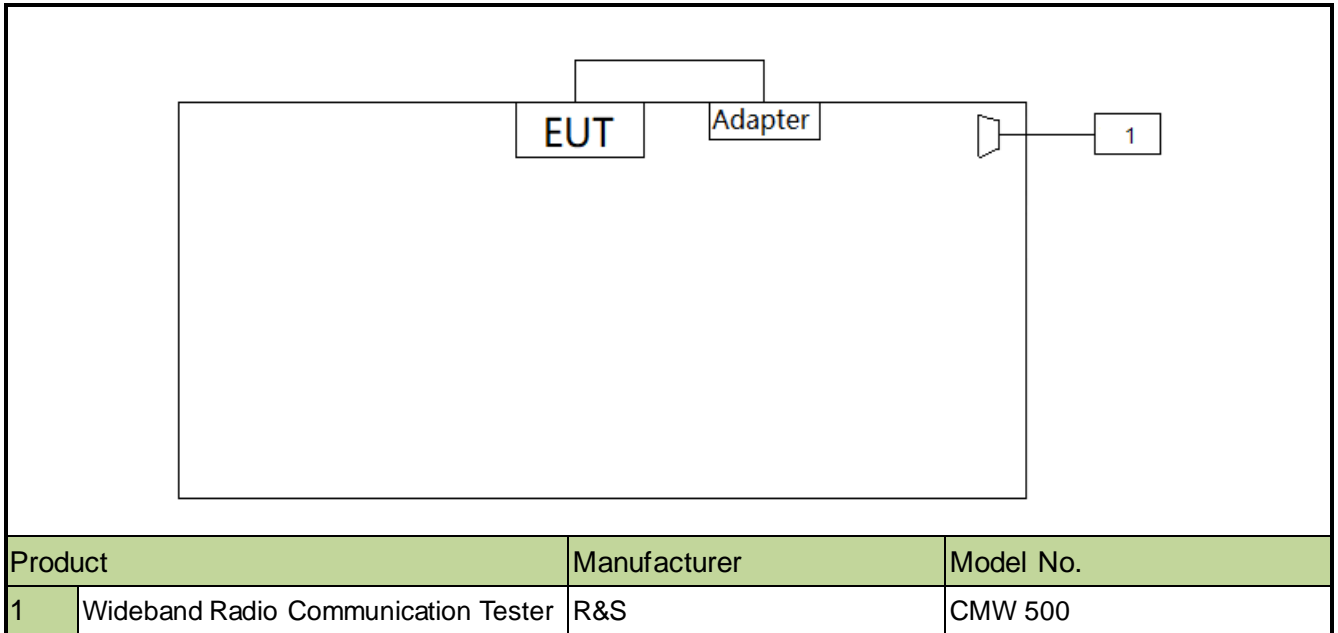 EUT
Adapter
1
Product Manufacturer Model No.
1 Wideband Radio Communication Tester R&S CMW 500